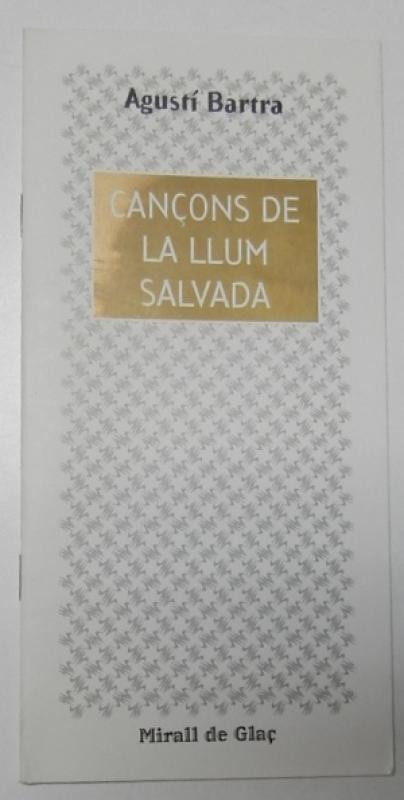 Agustí Bartra
CANÇONS DE
LA LLUM
SALVADA
Mirall de Glaç